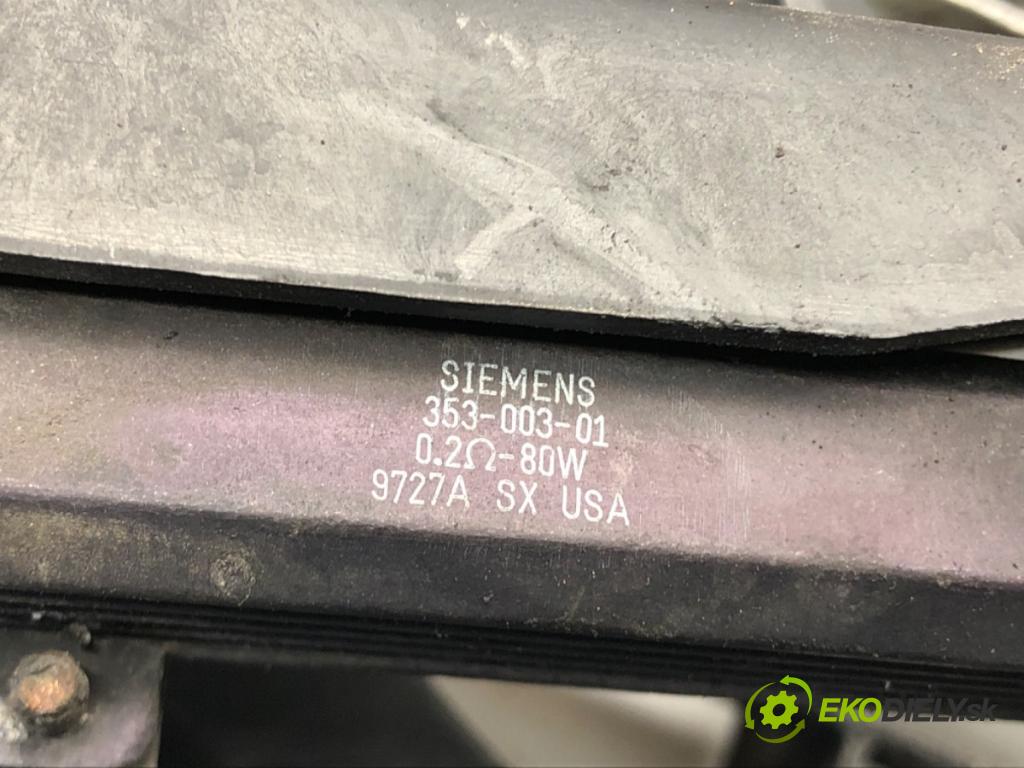 SIEMENS
353-003-01
0.2Ω-80W
9727A SX USA
EKODIELY.sk